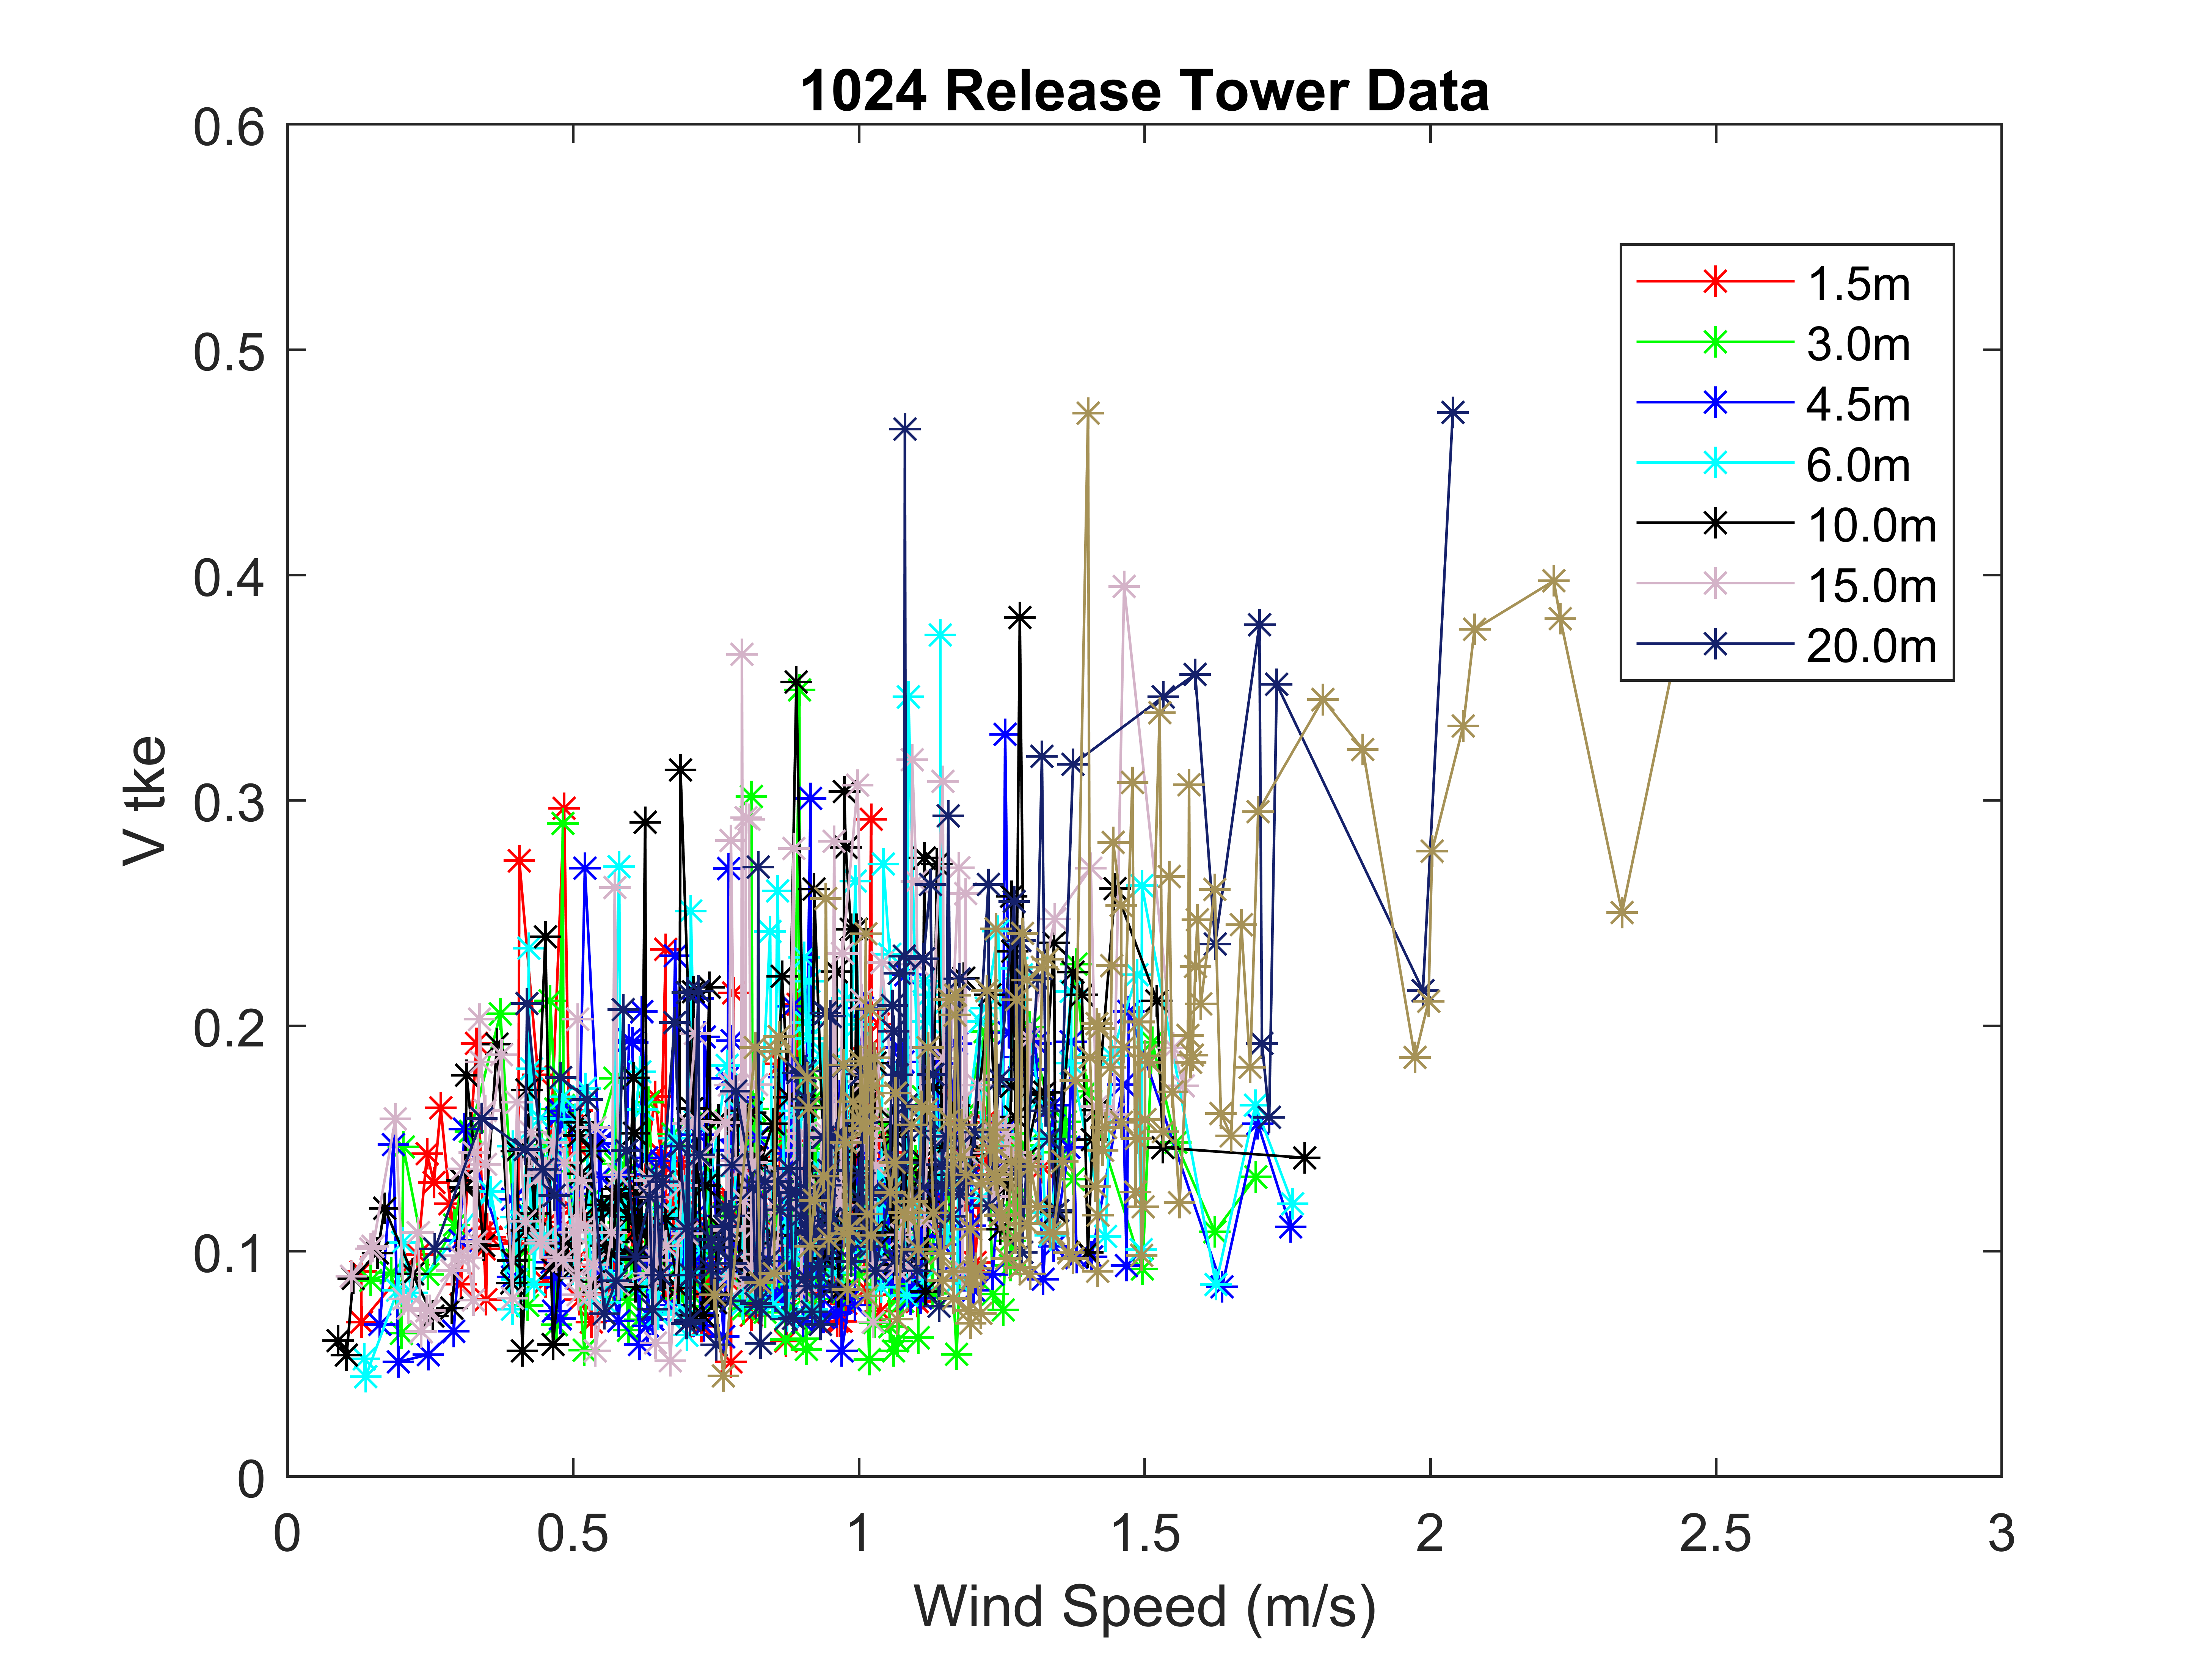 1024 Release Tower Data
0.6
0.5
0.4
0.3
0.2
0.1
0
V tke
1.5m
3.0m
4.5m
6.0m
10.0m
15.0m
20.0m
0 0.5 1 1.5 2 2.5 3
Wind Speed (m/s)